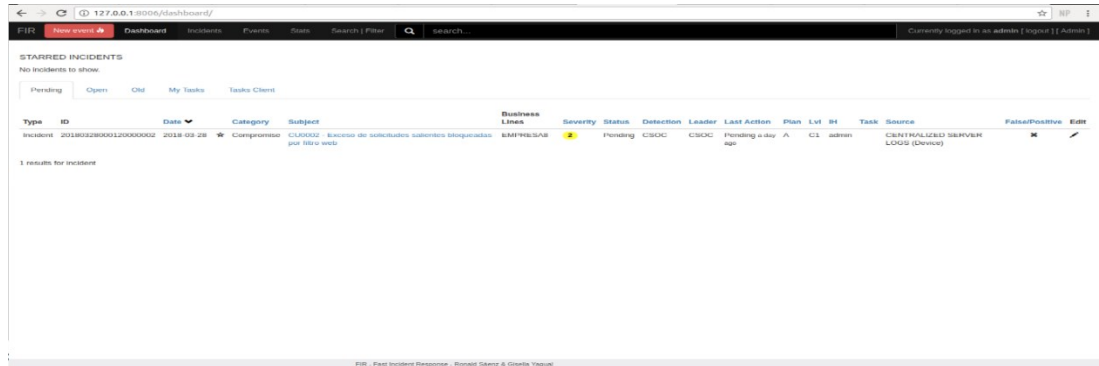 127.0.0.1:8006/dashboard/
FIR New event Dashboard Incidents Events Stats Search | Filter search... Currently logged in as admin [ logout ] [ Admin ]
STARRED INCIDENTS
No incidents to show.
Pending Open Old My Tasks Tasks Client
Type ID Date Category Subject Business Lines Severity Status Detection Leader Last Action Plan Lvl IH Task Source False/Positive Edit
Incident 20180328000120000002 2018-03-28 Compromise CU0002 - Exceso de solicitudes salientes bloqueadas por filtro web EMPRESA8 2 Pending CSOC CSOC Pending a day ago A C1 admin CENTRALIZED SERVER LOGS (Device)
1 results for incident
FIR - Fast Incident Response - Ronald Sáenz & Gisella Yagual